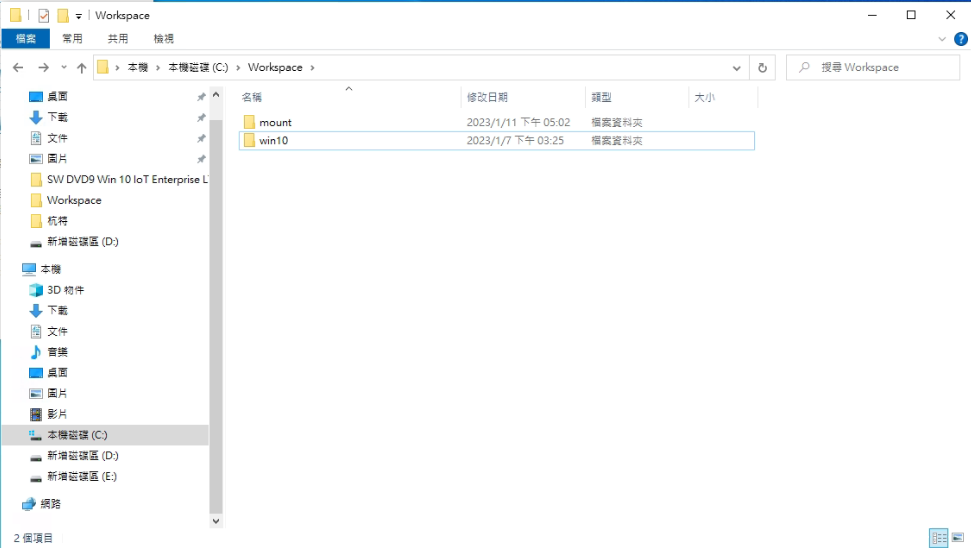 Workspace
檔案 常用 共用 檢視
本機 本機磁碟 (C:) Workspace
搜尋 Workspace
名稱 修改日期 類型 大小
mount 2023/1/11 下午 05:02 檔案資料夾
win10 2023/1/7 下午 03:25 檔案資料夾
桌面
下載
文件
圖片
SW DVD9 Win 10 IoT Enterprise L
Workspace
杭特
新增磁碟區 (D:)
本機
3D 物件
下載
文件
音樂
桌面
圖片
影片
本機磁碟 (C:)
新增磁碟區 (D:)
新增磁碟區 (E:)
網路
2 個項目